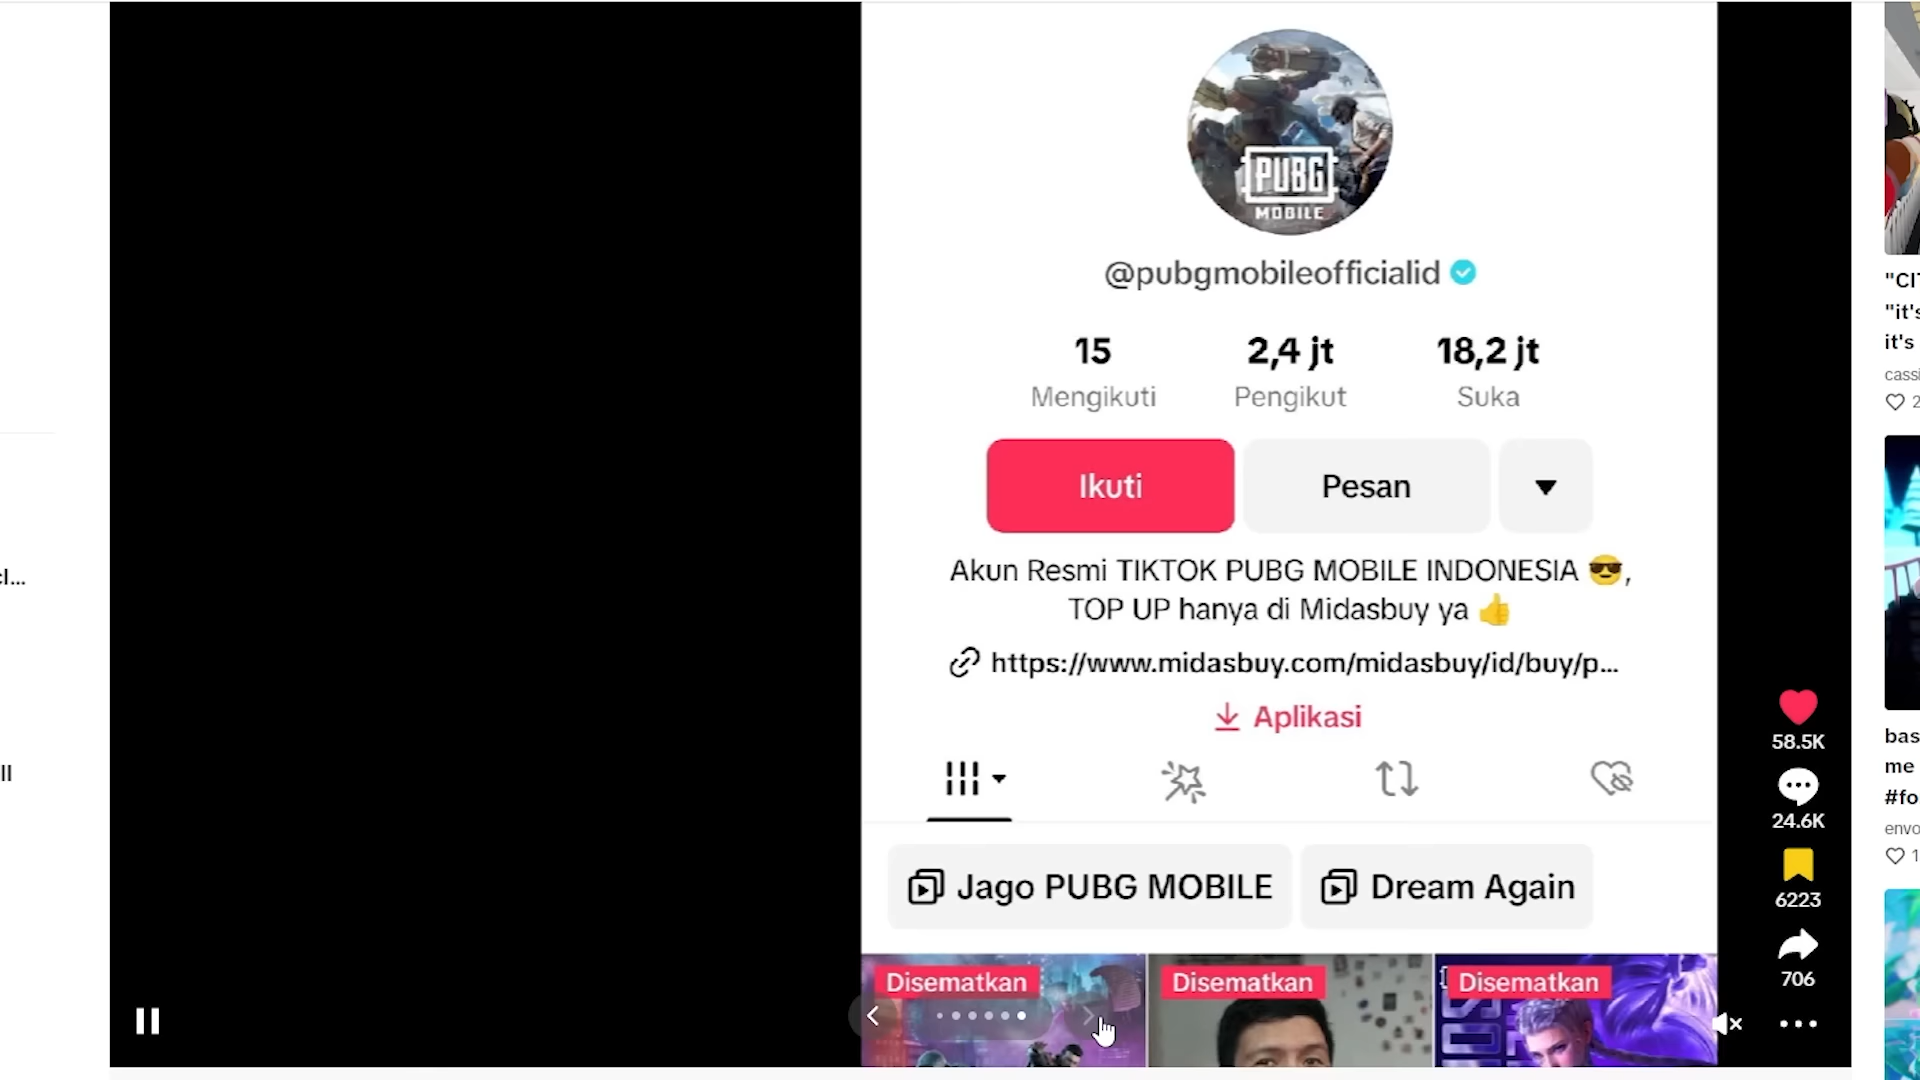 PUBG
MOBILE
@pubgmobileofficialid
15
2,4 jt
18,2 jt
Mengikuti
Pengikut
Suka
Ikuti
Pesan
Akun Resmi TIKTOK PUBG MOBILE INDONESIA 😎,
TOP UP hanya di Midasbuy ya 👍
https://www.midasbuy.com/midasbuy/id/buy/p...
Aplikasi
Jago PUBG MOBILE
Dream Again
Disematkan
Disematkan
Disematkan
58.5K
24.6K
6223
706
"it's
it's
me